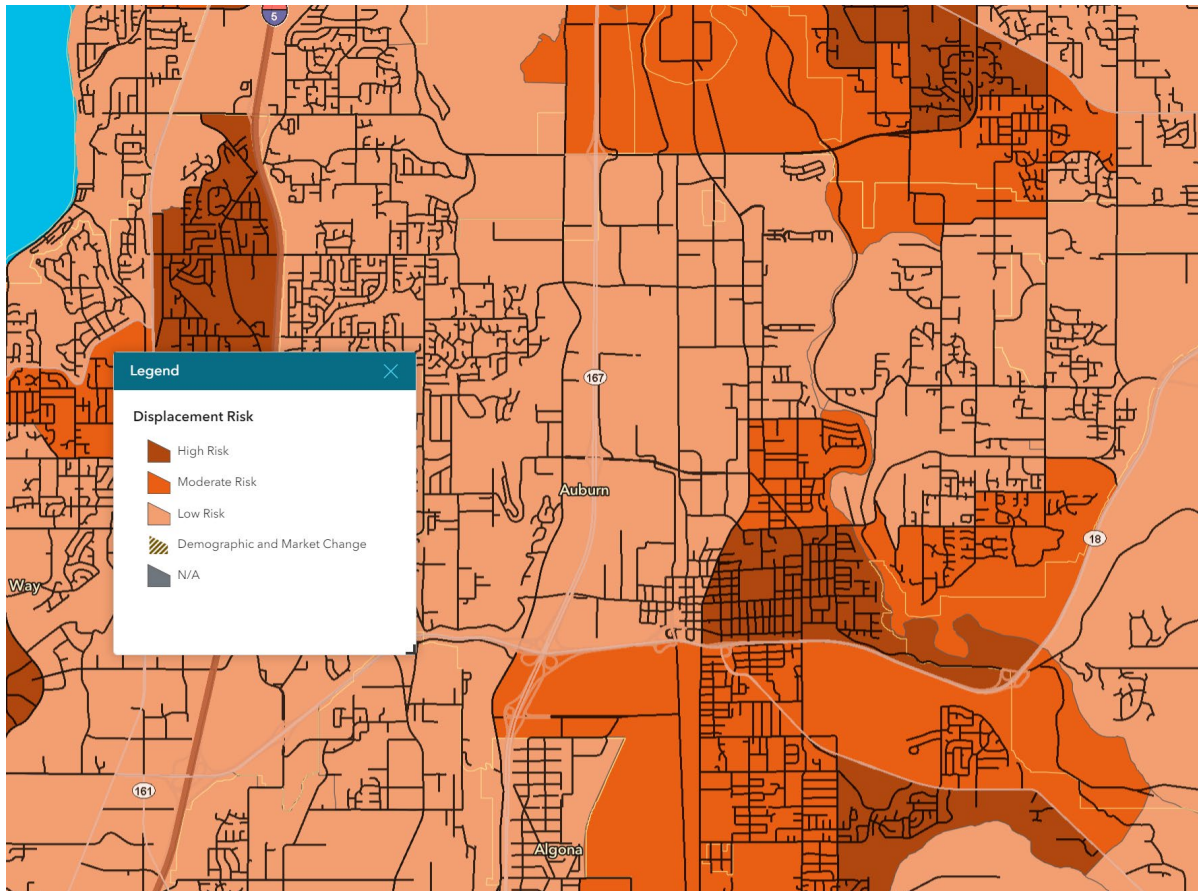 5
167
Legend
Displacement Risk
High Risk
Moderate Risk
Low Risk
Demographic and Market Change
N/A
Auburn
18
Way
161
Algona